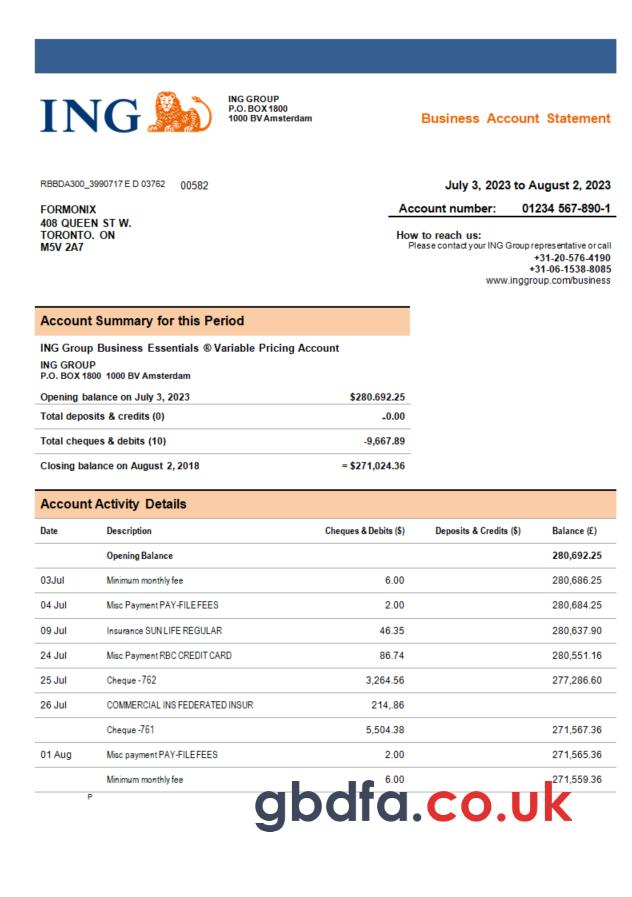 ING
ING GROUP
P.O. BOX 1800
1000 BV Amsterdam
Business Account Statement
RBBDA300_3990717 E D 03762 00582
July 3, 2023 to August 2, 2023
FORMONIX
408 QUEEN ST W.
TORONTO. ON
M5V 2A7
Account number: 01234 567-890-1
How to reach us:
Please contact your ING Group representative or call
+31-20-576-4190
+31-06-1538-8085
www.inggroup.com/business
Account Summary for this Period
ING Group Business Essentials ® Variable Pricing Account
ING GROUP
P.O. BOX 1800 1000 BV Amsterdam
Opening balance on July 3, 2023 $280.692.25
Total deposits & credits (0) -0.00
Total cheques & debits (10) -9,667.89
Closing balance on August 2, 2018 = $271,024.36
Account Activity Details
Date Description Cheques & Debits ($) Deposits & Credits ($) Balance (£)
Opening Balance 280,692.25
03Jul Minimum monthly fee 6.00 280,686.25
04 Jul Misc Payment PAY-FILE FEES 2.00 280,684.25
09 Jul Insurance SUN LIFE REGULAR 46.35 280,637.90
24 Jul Misc Payment RBC CREDIT CARD 86.74 280,551.16
25 Jul Cheque -762 3,264.56 277,286.60
26 Jul COMMERCIAL INS FEDERATED INSUR 214,.86
Cheque -761 5,504.38 271,567.36
01 Aug Misc payment PAY-FILE FEES 2.00 271,565.36
Minimum monthly fee 6.00 271,559.36
P
gbdfa.co.uk